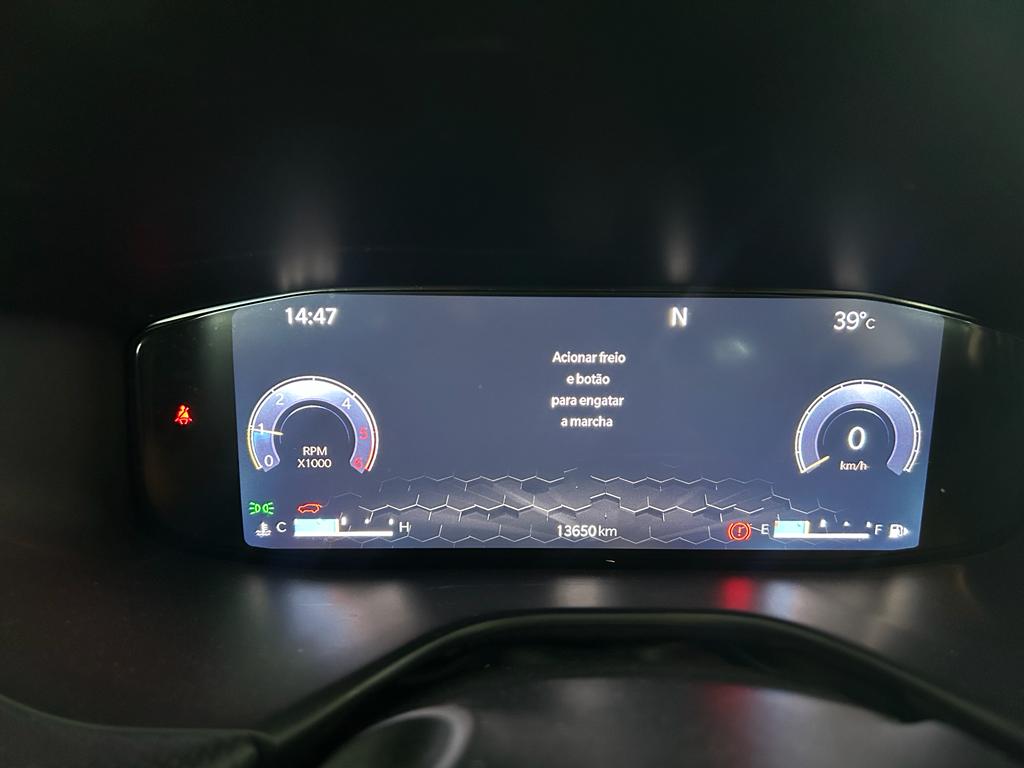 14:47
N
39°C
Acionar freio
e botão
para engatar
a marcha
0
1
2
4
5
6
RPM
X1000
0
km/h
C
H
13650 km
E
F